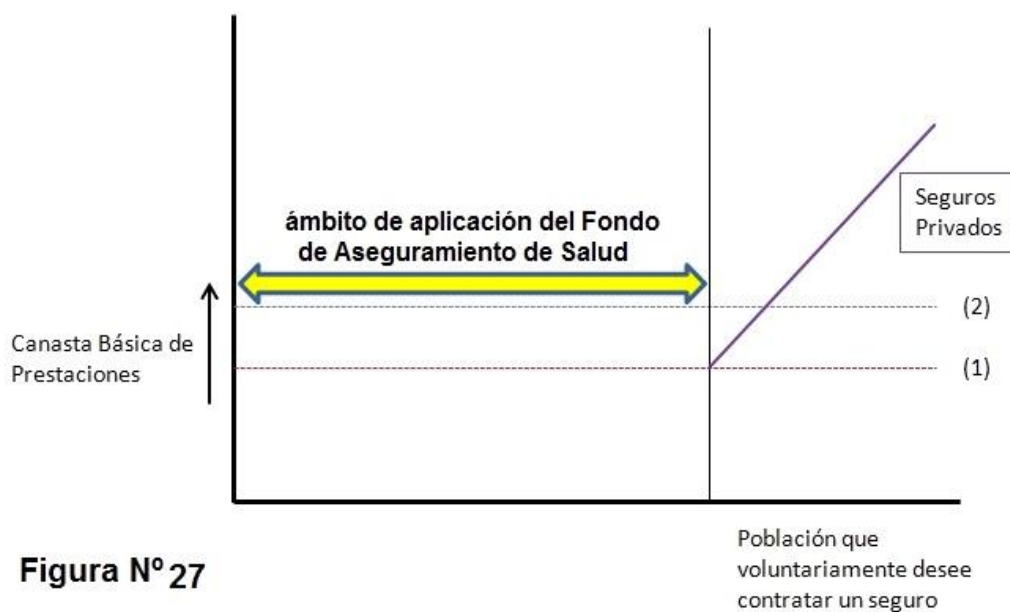 ámbito de aplicación del Fondo
de Aseguramiento de Salud
Seguros
Privados
(2)
Canasta Básica de
Prestaciones
(1)
Población que
voluntariamente desee
contratar un seguro
Figura Nº 27